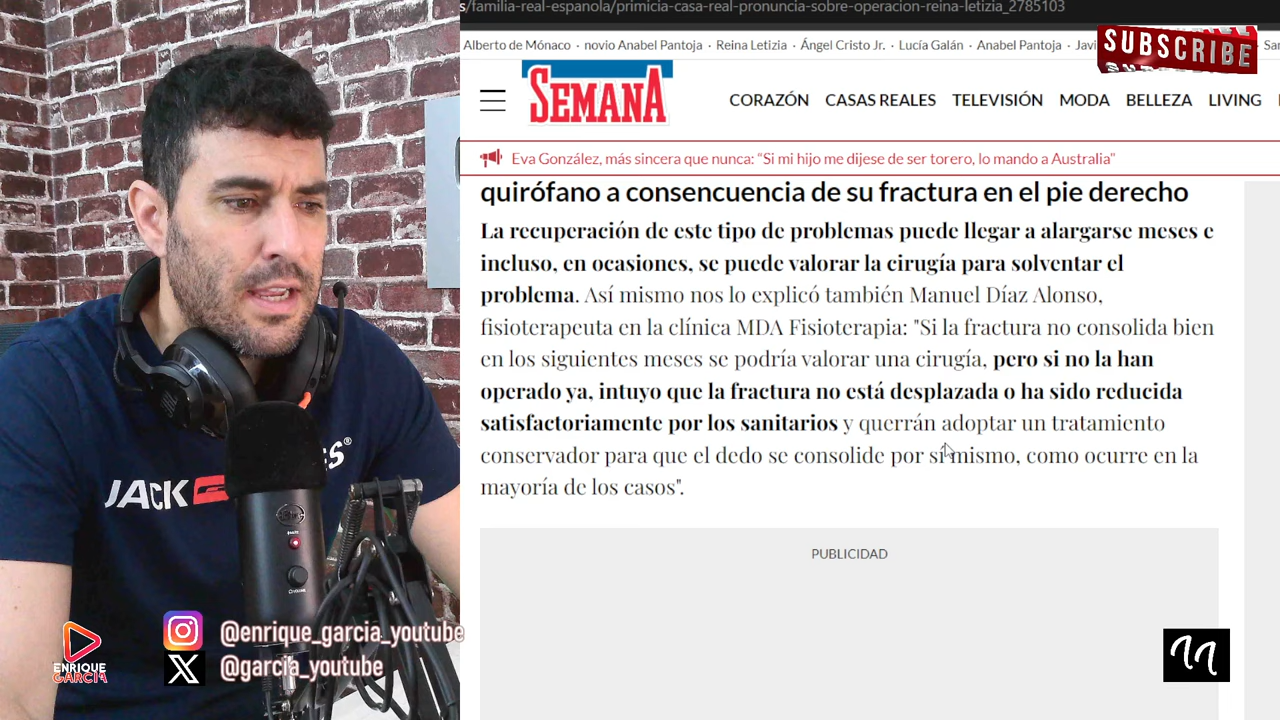 /familia-real-espanola/primicia-casa-real-pronuncia-sobre-operacion-reina-letizia_2785103
Alberto de Mónaco · novio Anabel Pantoja · Reina Letizia · Ángel Cristo Jr. · Lucía Galán · Anabel Pantoja · Javi
SUBSCRIBE
SEMANA
CORAZÓN CASAS REALES TELEVISIÓN MODA BELLEZA LIVING
Eva González, más sincera que nunca: “Si mi hijo me dijese de ser torero, lo mando a Australia”
quirófano a consencuencia de su fractura en el pie derecho
La recuperación de este tipo de problemas puede llegar a alargarse meses e
incluso, en ocasiones, se puede valorar la cirugía para solventar el
problema. Así mismo nos lo explicó también Manuel Díaz Alonso,
fisioterapeuta en la clínica MDA Fisioterapia: "Si la fractura no consolida bien
en los siguientes meses se podría valorar una cirugía, pero si no la han
operado ya, intuyo que la fractura no está desplazada o ha sido reducida
satisfactoriamente por los sanitarios y querrán adoptar un tratamiento
conservador para que el dedo se consolide por sí mismo, como ocurre en la
mayoría de los casos".
PUBLICIDAD
JACK
JBL
blue
@enrique_garcia_youtube
@garcia_youtube
ENRIQUE
GARCIA